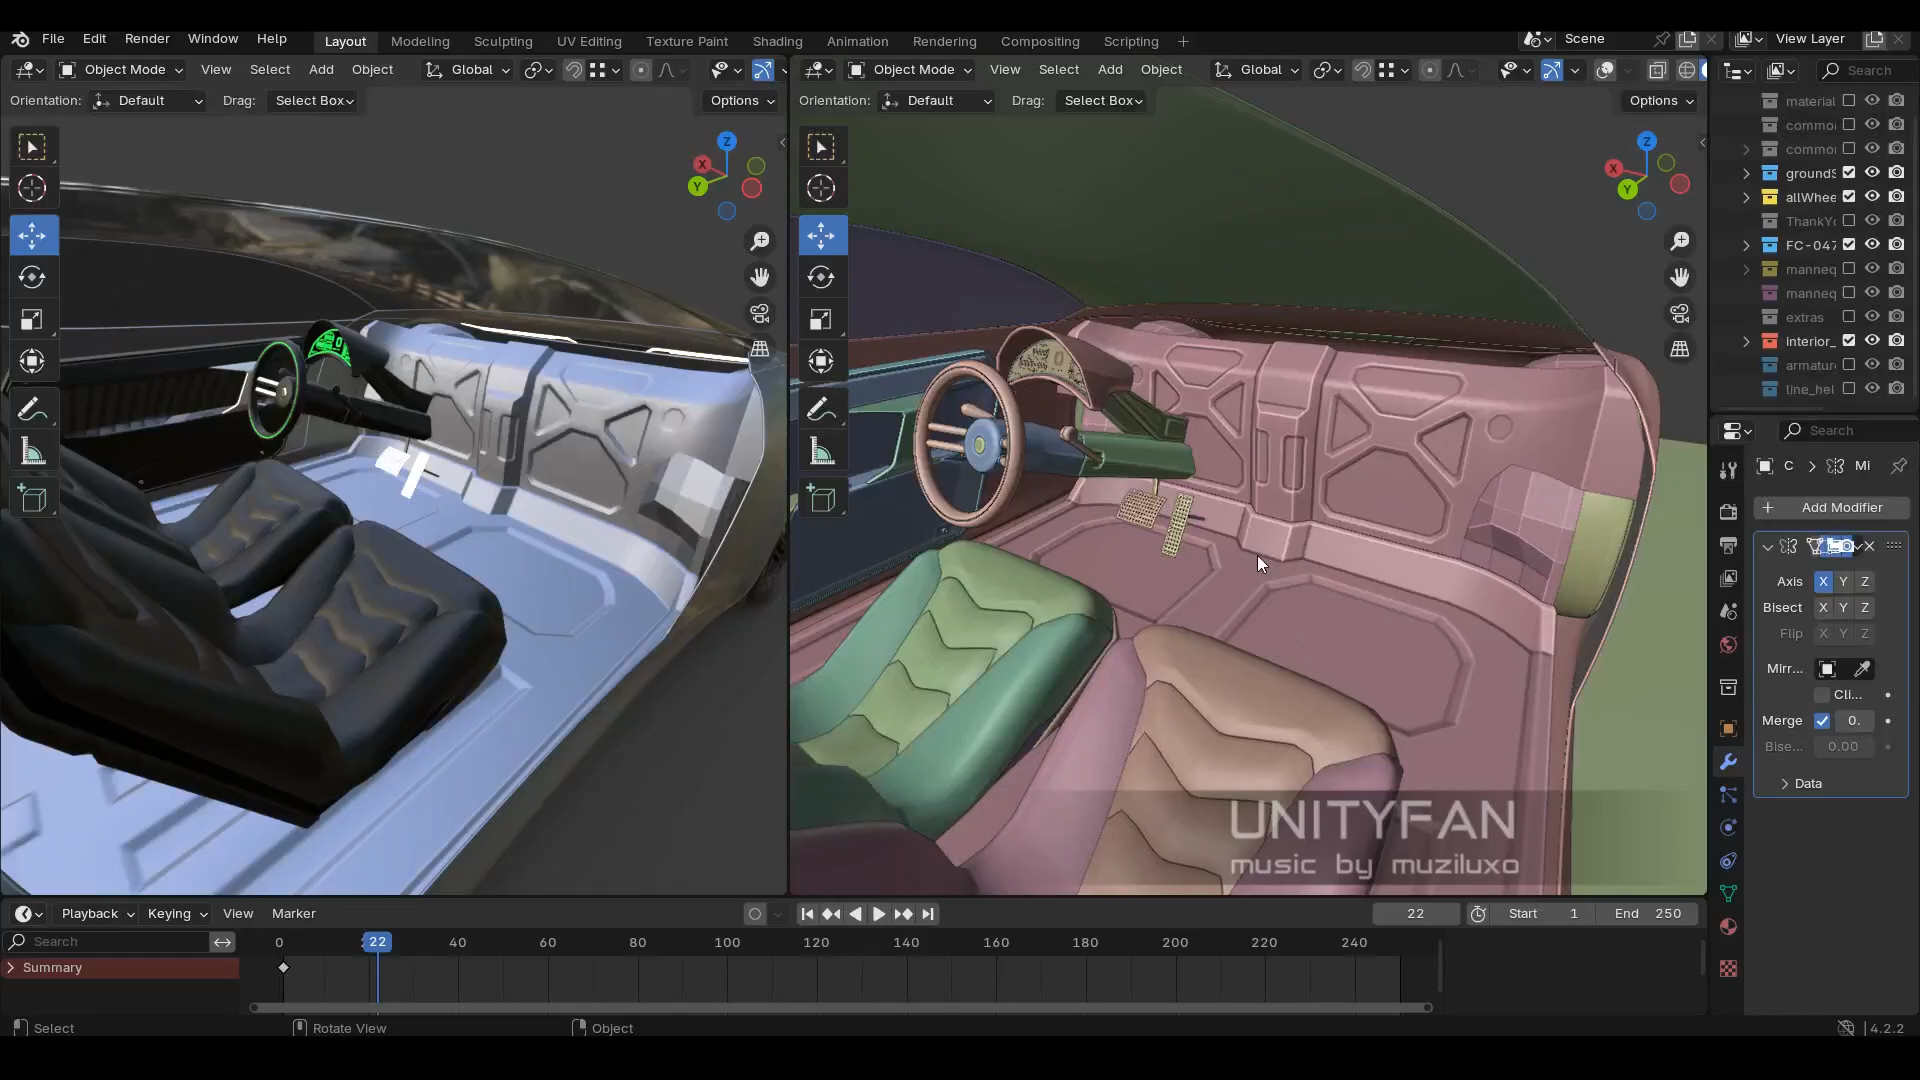 File Edit Render Window Help
Layout Modeling Sculpting UV Editing Texture Paint Shading Animation Rendering Compositing Scripting
Scene View Layer
Object Mode View Select Add Object Global
Object Mode View Select Add Object Global
Search
Orientation: Default Drag: Select Box Options
Orientation: Default Drag: Select Box Options
Z
X
Y
Z
X
Y
material
commo
commo
groundS
allWhee
ThankYo
FC-047
manneq
manneq
extras
interior_
armatur
line_hel
Search
C Mi
Add Modifier
Axis X Y Z
Bisect X Y Z
Flip X Y Z
Mirr...
Cli...
Merge 0.
Bise... 0.00
Data
0
UNITYFAN
music by muziluxo
Playback Keying View Marker
22 Start 1 End 250
Search
0 22 40 60 80 100 120 140 160 180 200 220 240
Summary
Select Rotate View Object
4.2.2